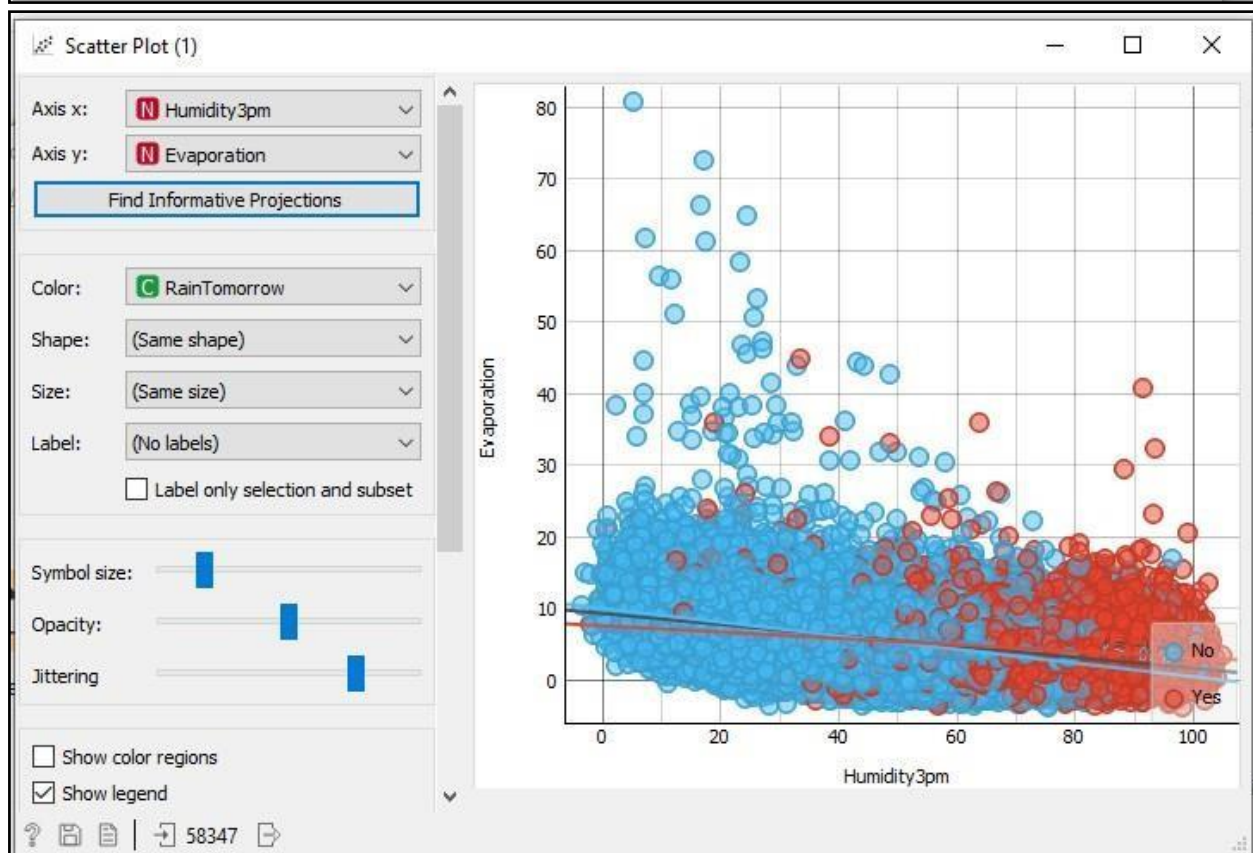 Scatter Plot (1)
Axis x: N Humidity3pm
Axis y: N Evaporation
Find Informative Projections
Color: C RainTomorrow
Shape: (Same shape)
Size: (Same size)
Label: (No labels)
Label only selection and subset
Symbol size:
Opacity:
Jittering
Show color regions
Show legend
? 58347
80
70
60
50
40
30
20
10
0
Evaporation
0 20 40 60 80 100
Humidity3pm
No
Yes